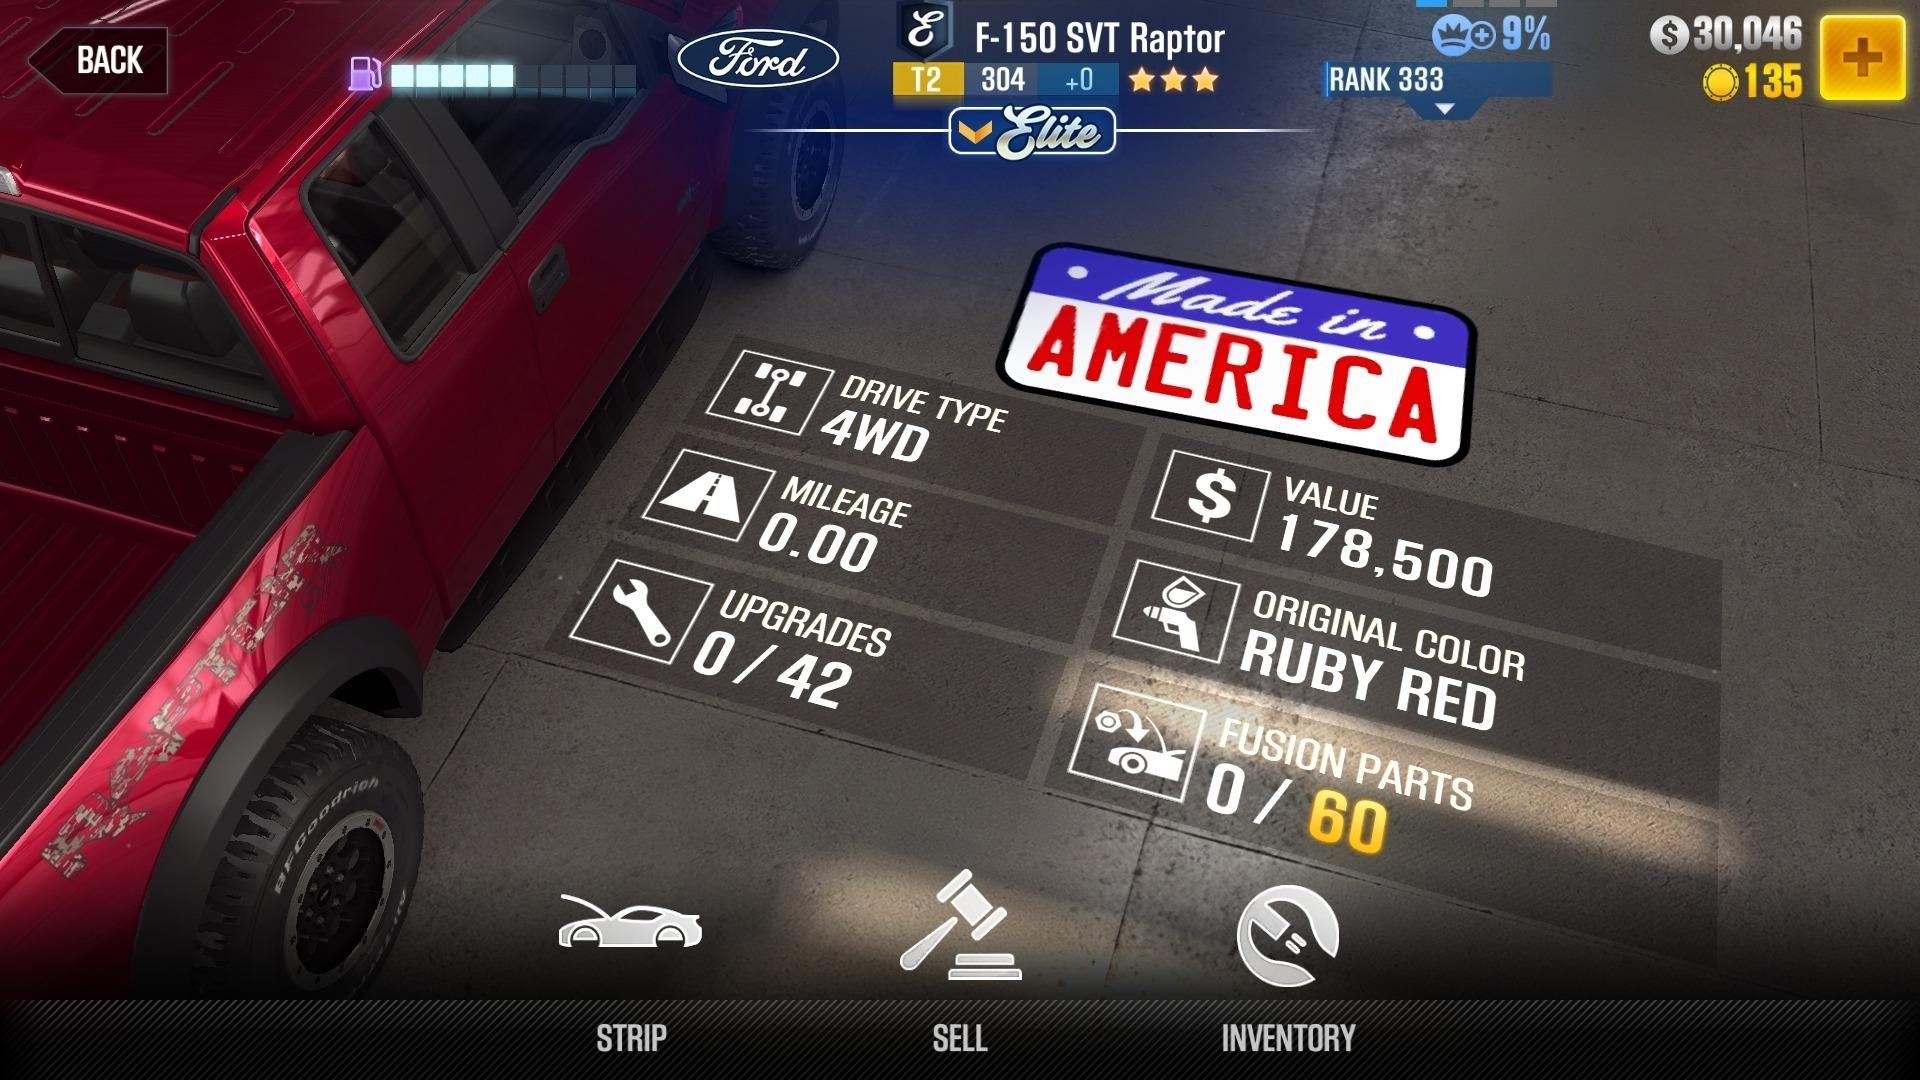 BACK
Ford
E
F-150 SVT Raptor
T2 304 +0
Elite
9%
RANK 333
$ 30,046
135
Made in
AMERICA
DRIVE TYPE
4WD
MILEAGE
0.00
UPGRADES
0 / 42
$ VALUE
178,500
ORIGINAL COLOR
RUBY RED
FUSION PARTS
0 / 60
RAPTOR
BFGoodrich
STRIP
SELL
INVENTORY